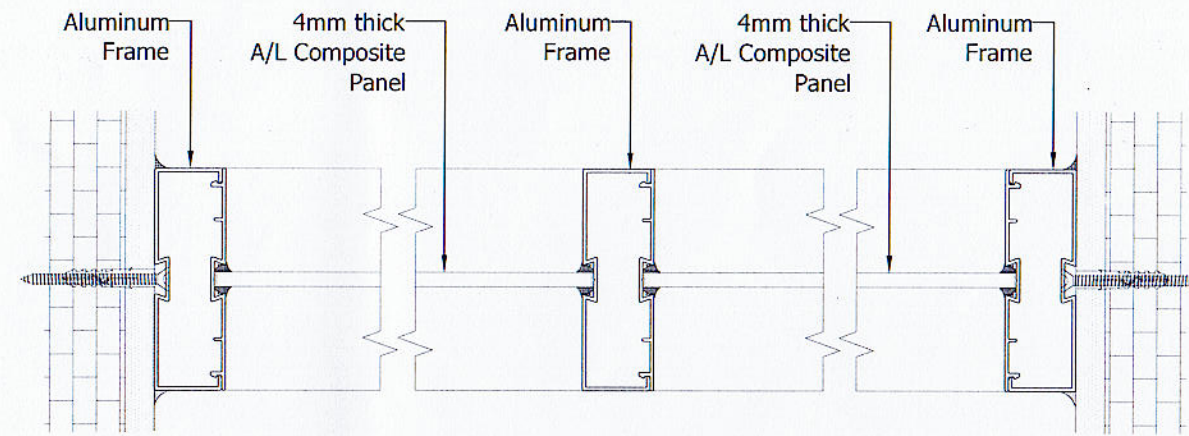 Aluminum
Frame
4mm thick
A/L Composite
Panel
Aluminum
Frame
4mm thick
A/L Composite
Panel
Aluminum
Frame